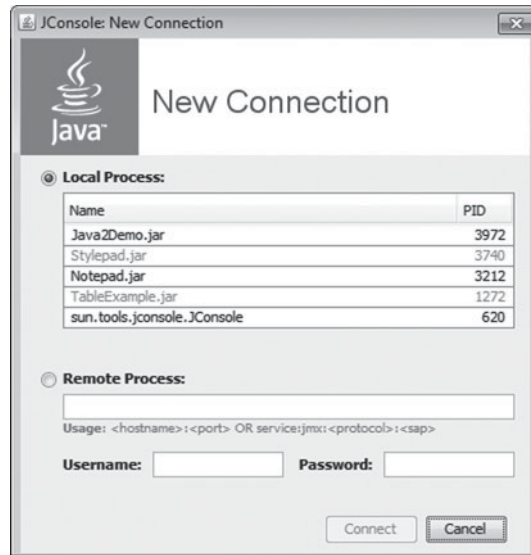 JConsole: New Connection
Java™
New Connection
Local Process:
Name PID
Java2Demo.jar 3972
Stylepad.jar 3740
Notepad.jar 3212
TableExample.jar 1272
sun.tools.jconsole.JConsole 620
Remote Process:
Usage: <hostname>:<port> OR service:jmx:<protocol>:<sap>
Username: Password:
Connect Cancel